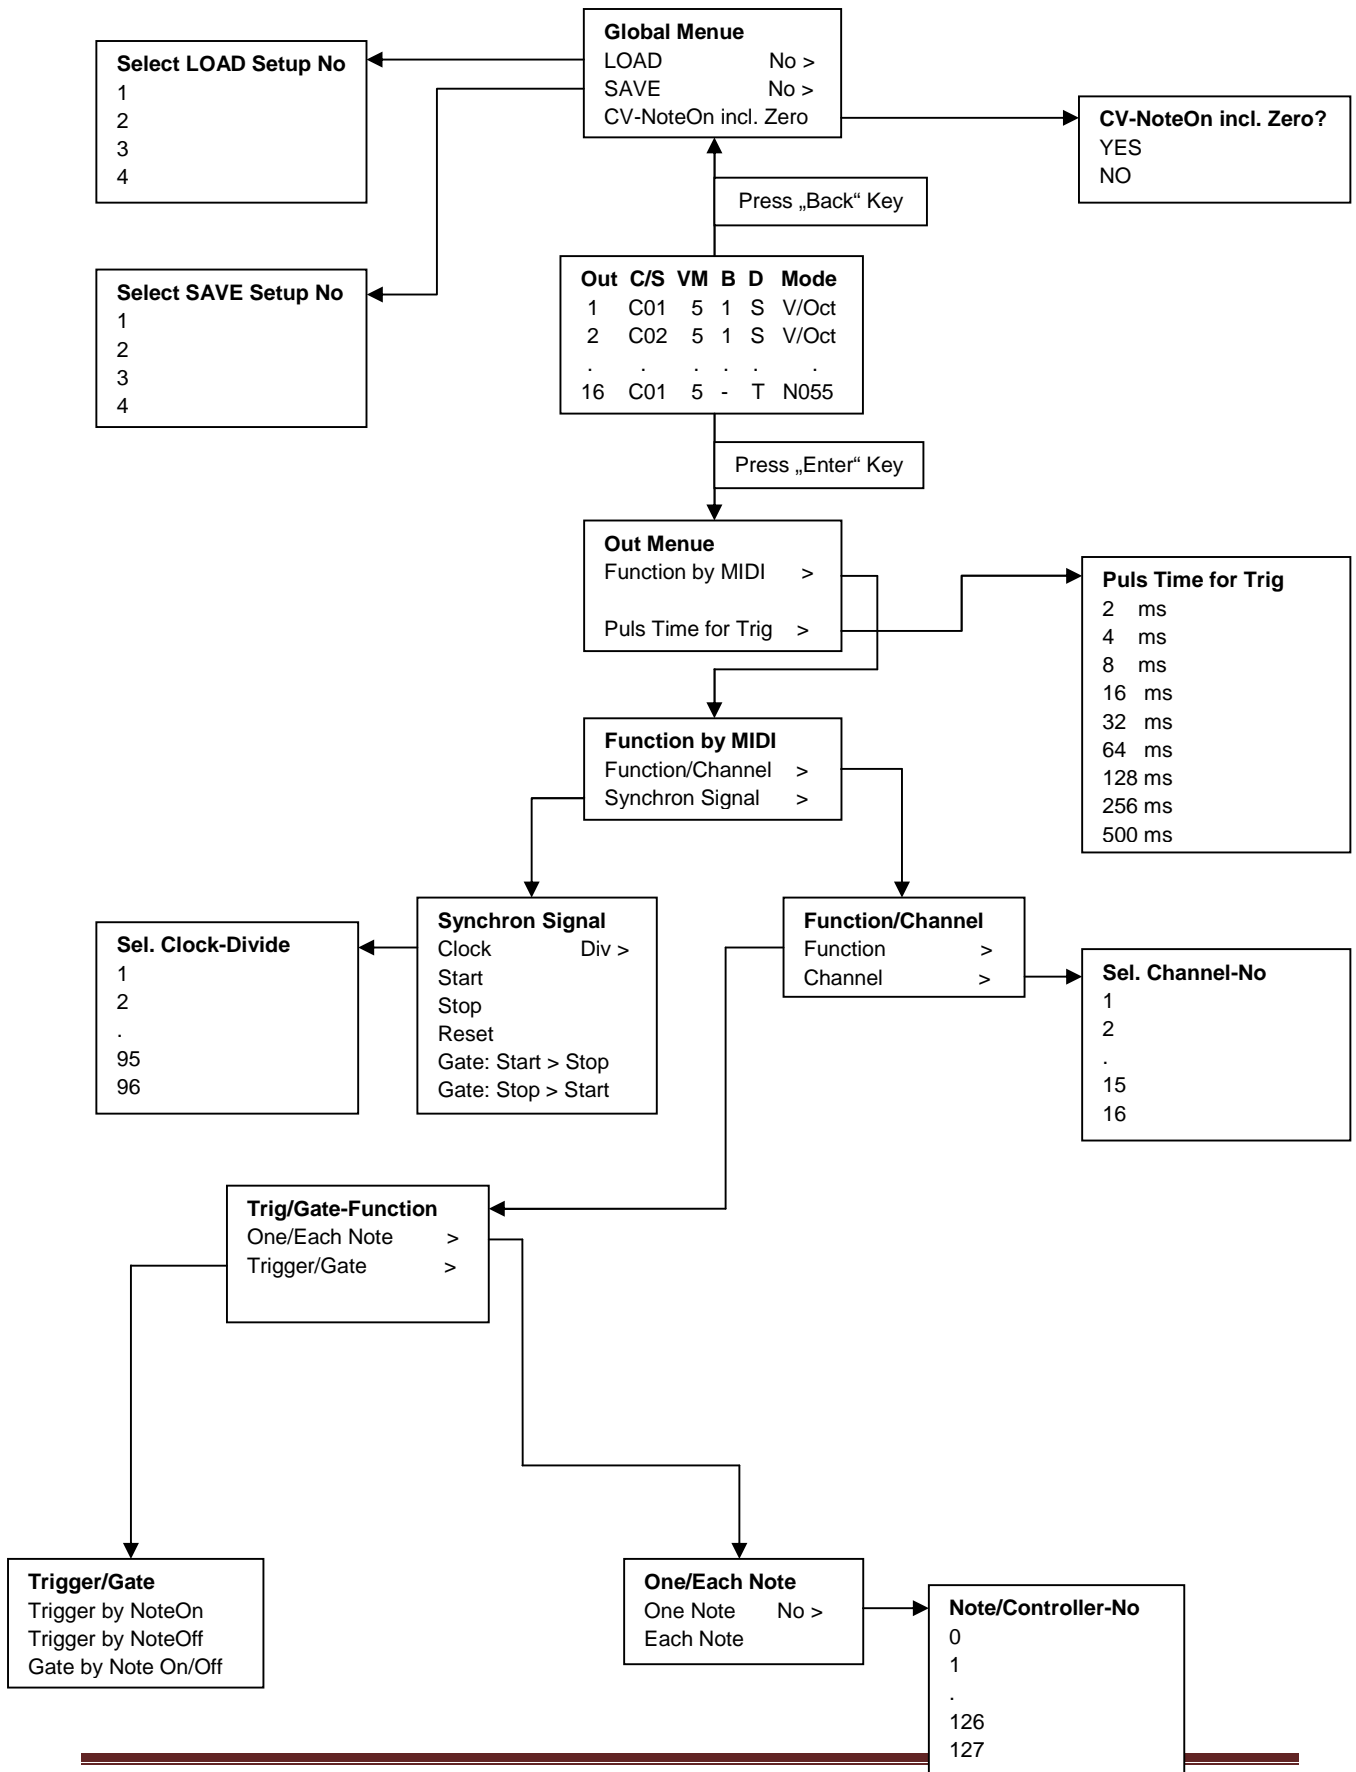 Global Menue
LOAD No >
SAVE No >
CV-NoteOn incl. Zero
Select LOAD Setup No
1
2
3
4
CV-NoteOn incl. Zero?
YES
NO
Press „Back“ Key
Select SAVE Setup No
1
2
3
4
Out C/S VM B D Mode
1 C01 5 1 S V/Oct
2 C02 5 1 S V/Oct
. . . . . .
16 C01 5 - T N055
Press „Enter“ Key
Out Menue
Function by MIDI >
Puls Time for Trig >
Puls Time for Trig
2 ms
4 ms
8 ms
16 ms
32 ms
64 ms
128 ms
256 ms
500 ms
Function by MIDI
Function/Channel >
Synchron Signal >
Sel. Clock-Divide
1
2
.
95
96
Synchron Signal
Clock Div >
Start
Stop
Reset
Gate: Start > Stop
Gate: Stop > Start
Function/Channel
Function >
Channel >
Sel. Channel-No
1
2
.
15
16
Trig/Gate-Function
One/Each Note >
Trigger/Gate >
Trigger/Gate
Trigger by NoteOn
Trigger by NoteOff
Gate by Note On/Off
One/Each Note
One Note No >
Each Note
Note/Controller-No
0
1
.
126
127